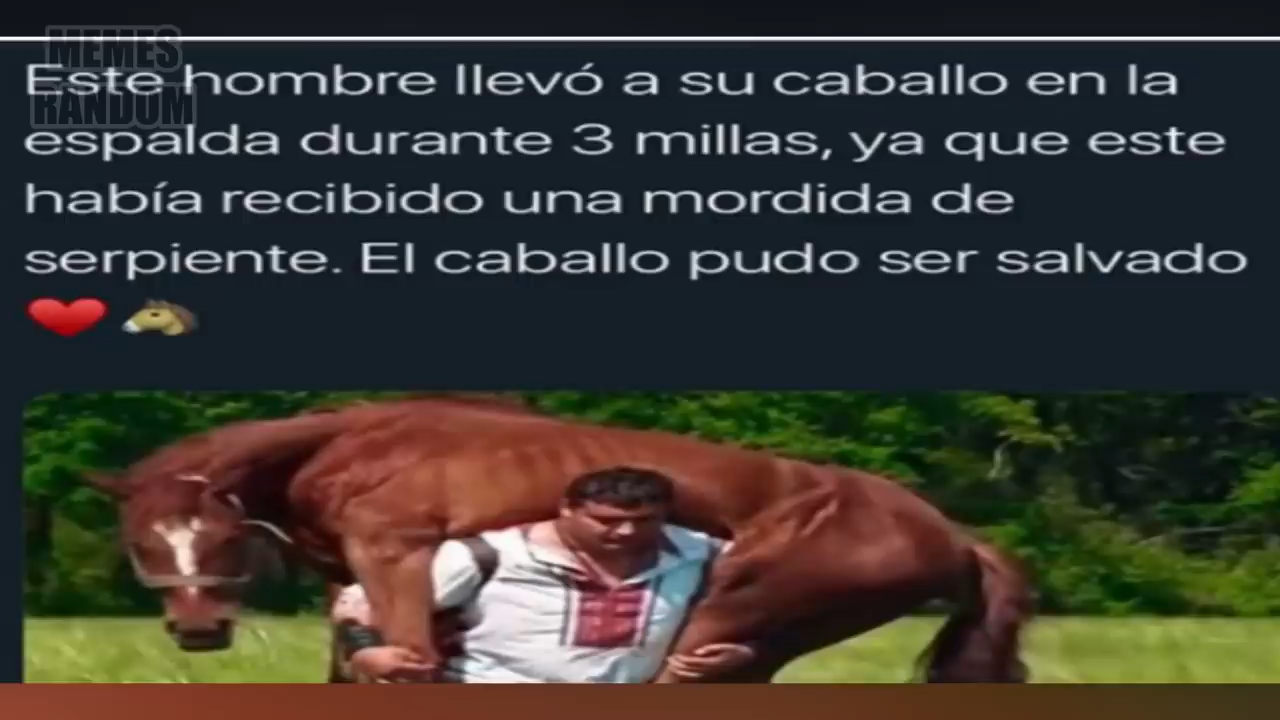 MEMES
RANDOM
Este hombre llevó a su caballo en la
espalda durante 3 millas, ya que este
había recibido una mordida de
serpiente. El caballo pudo ser salvado
❤️ 🐴